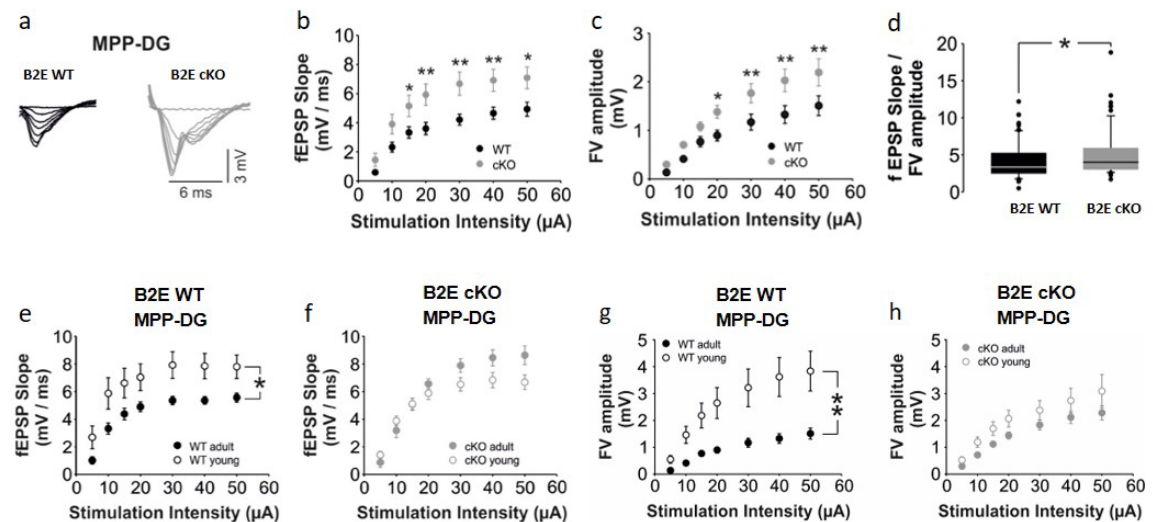 a
MPP-DG
B2E WT B2E cKO
3 mV
6 ms
b
fEPSP Slope
(mV / ms)
10
8
6
4
2
0
* ** ** ** *
WT
cKO
0 10 20 30 40 50 60
Stimulation Intensity (µA)
c
FV amplitude
(mV)
3
2
1
0
* ** ** **
WT
cKO
0 10 20 30 40 50 60
Stimulation Intensity (µA)
d
f EPSP Slope /
FV amplitude
20
15
10
5
0
*
B2E WT B2E cKO
e
B2E WT
MPP-DG
fEPSP Slope
(mV / ms)
10
8
6
4
2
0
*
WT adult
WT young
0 10 20 30 40 50 60
Stimulation Intensity (µA)
f
B2E cKO
MPP-DG
fEPSP Slope
(mV / ms)
10
8
6
4
2
0
cKO adult
cKO young
0 10 20 30 40 50 60
Stimulation Intensity (µA)
g
B2E WT
MPP-DG
FV amplitude
(mV)
5
4
3
2
1
0
WT adult
WT young
**
0 10 20 30 40 50 60
Stimulation Intensity (µA)
h
B2E cKO
MPP-DG
FV amplitude
(mV)
5
4
3
2
1
0
cKO adult
cKO young
0 10 20 30 40 50 60
Stimulation Intensity (µA)